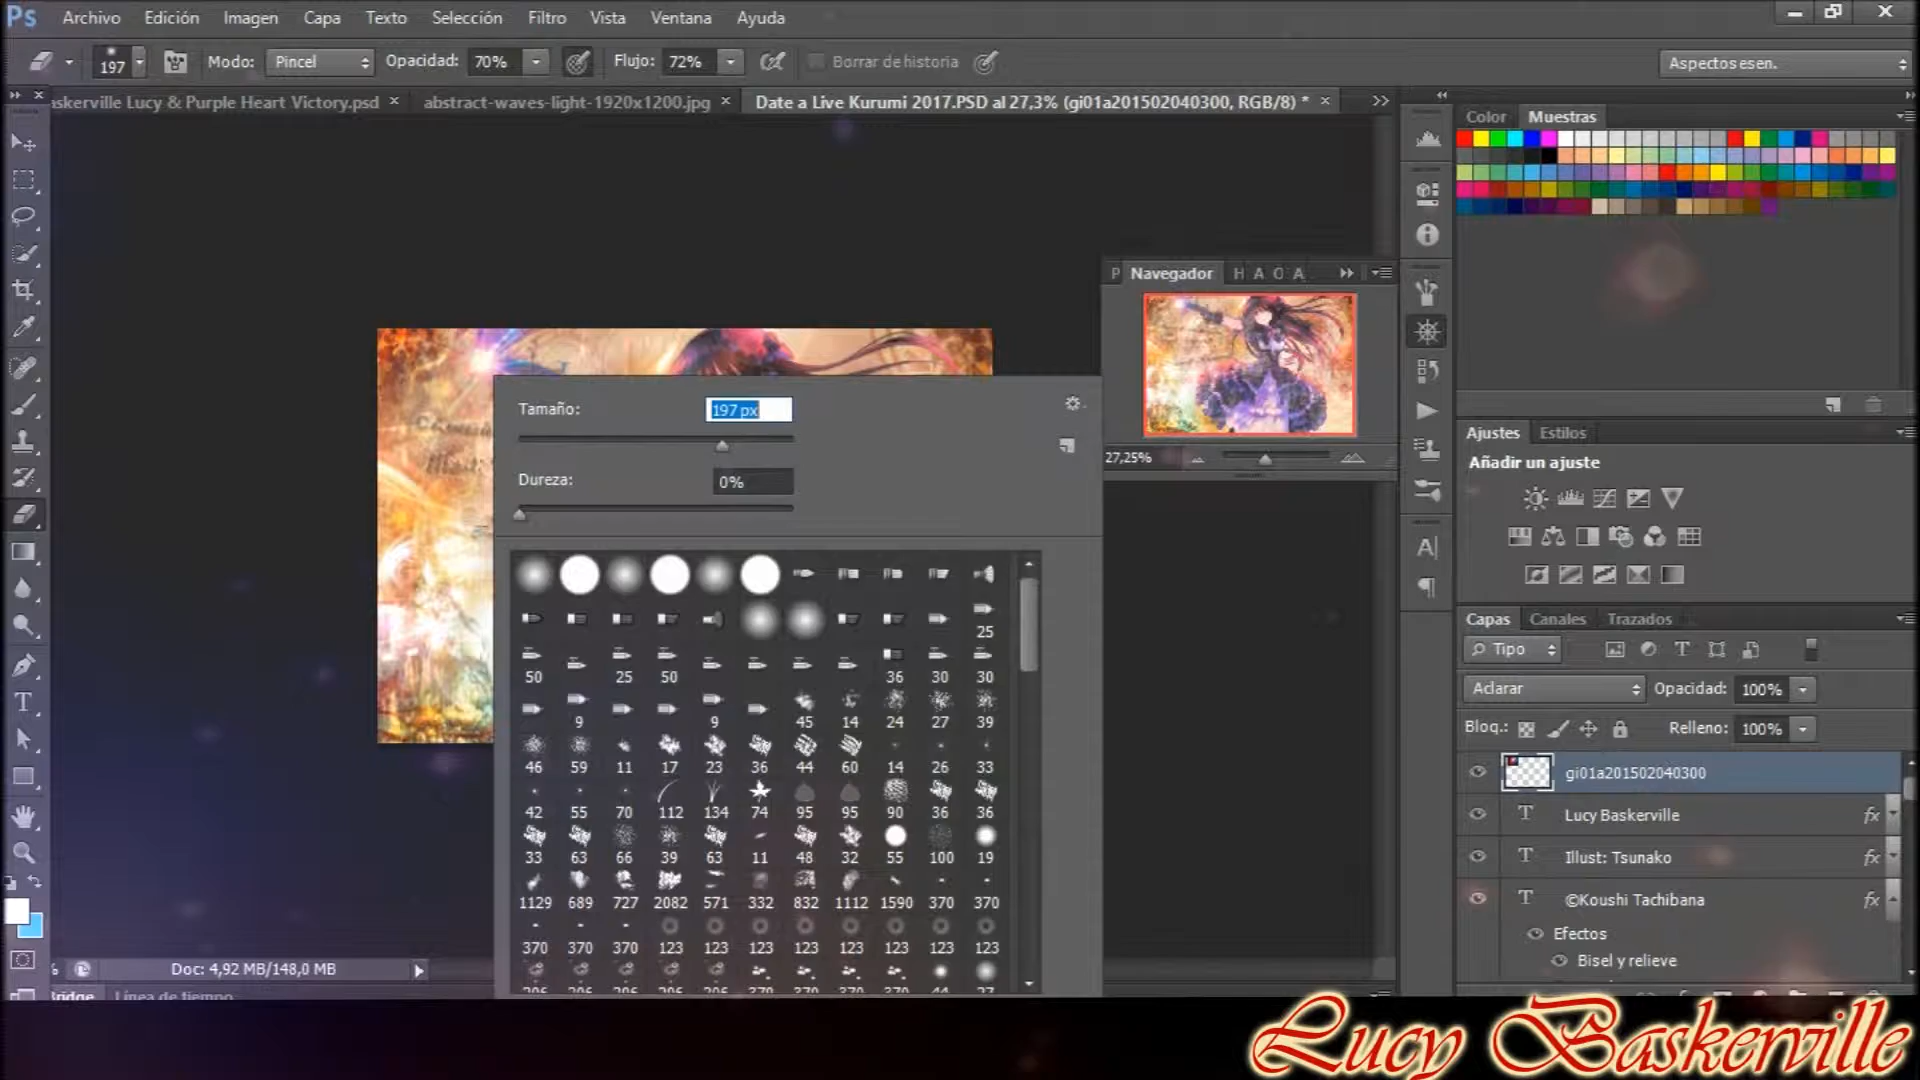 Ps Archivo Edición Imagen Capa Texto Selección Filtro Vista Ventana Ayuda
197 Modo: Pincel Opacidad: 70% Flujo: 72% Borrar de historia Aspectos esen.
askerville Lucy & Purple Heart Victory.psd × abstract-waves-light-1920x1200.jpg × Date a Live Kurumi 2017.PSD al 27,3% (gi01a201502040300, RGB/8) * ×
Color Muestras
P Navegador H A O A
27,25%
Tamaño: 197 px
Dureza: 0%
25
50 25 50 36 30 30
9 9 45 14 24 27 39
46 59 11 17 23 36 44 60 14 26 33
42 55 70 112 134 74 95 95 90 36 36
33 63 66 39 63 11 48 32 55 100 19
1129 689 727 2082 571 332 832 1112 1590 370 370
370 370 370 123 123 123 123 123 123 123 123
Ajustes Estilos
Añadir un ajuste
Capas Canales Trazados
Tipo
Aclarar Opacidad: 100%
Bloq.: Relleno: 100%
gi01a201502040300
T Lucy Baskerville fx
T Illust: Tsunako fx
T ©Koushi Tachibana fx
Efectos
Bisel y relieve
Doc: 4,92 MB/148,0 MB
Bridge Línea de tiempo
Lucy Baskerville